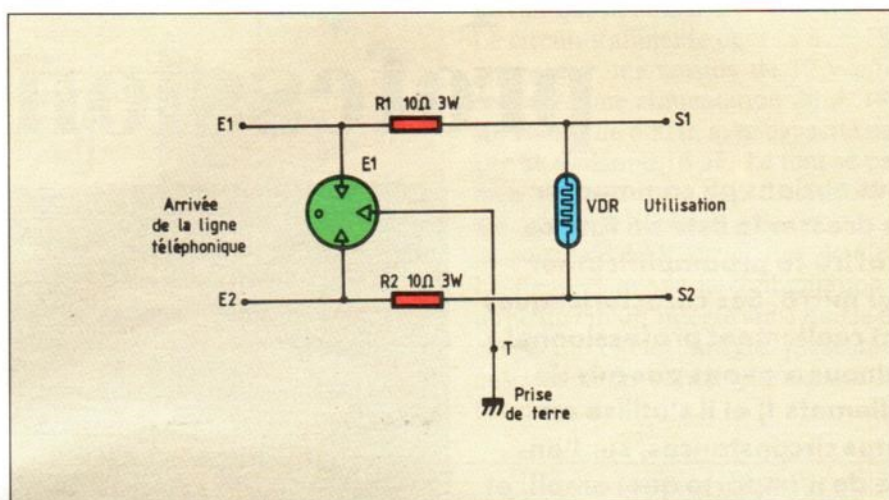 R1 10Ω 3W
E1
S1
E1
Arrivée
de la ligne
téléphonique
VDR
Utilisation
R2 10Ω 3W
E2
S2
T
Prise
de terre